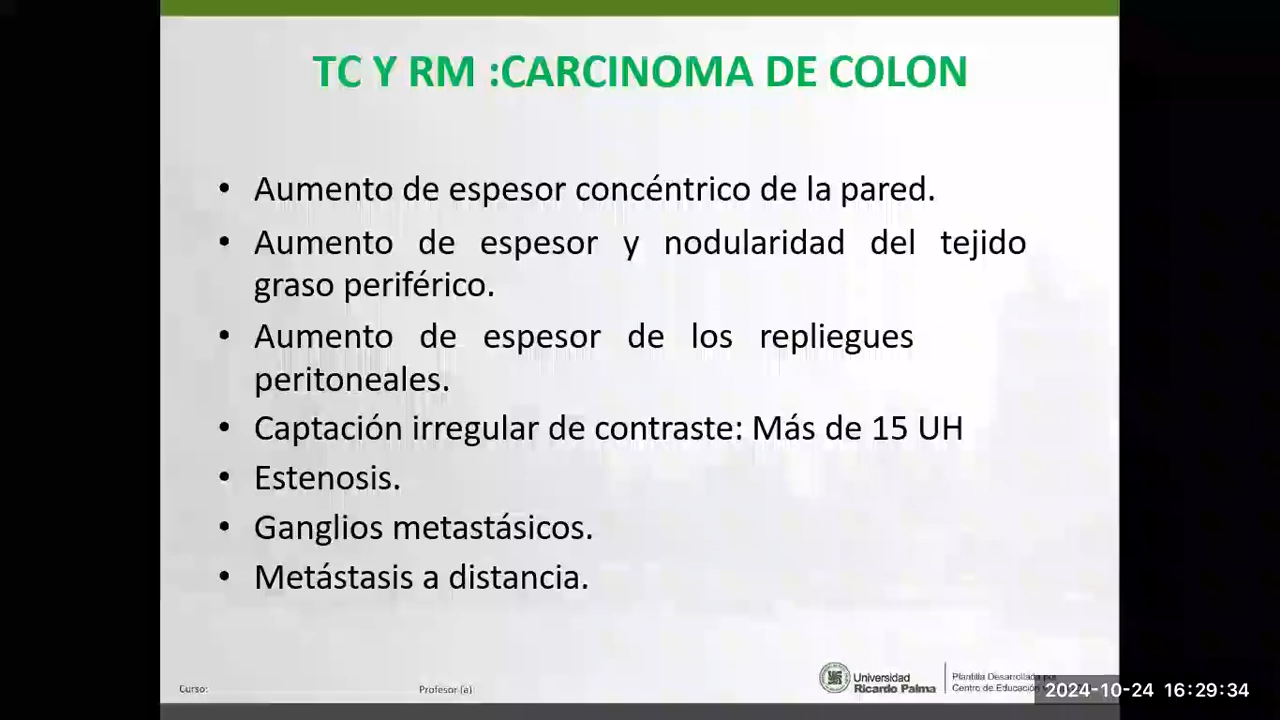 TC Y RM :CARCINOMA DE COLON
• Aumento de espesor concéntrico de la pared.
• Aumento de espesor y nodularidad del tejido
graso periférico.
• Aumento de espesor de los repliegues
peritoneales.
• Captación irregular de contraste: Más de 15 UH
• Estenosis.
• Ganglios metastásicos.
• Metástasis a distancia.
Curso:
Profesor (a)
Universidad
Ricardo Palma
Plantilla Desarrollada por
Centro de Educación
2024-10-24 16:29:34